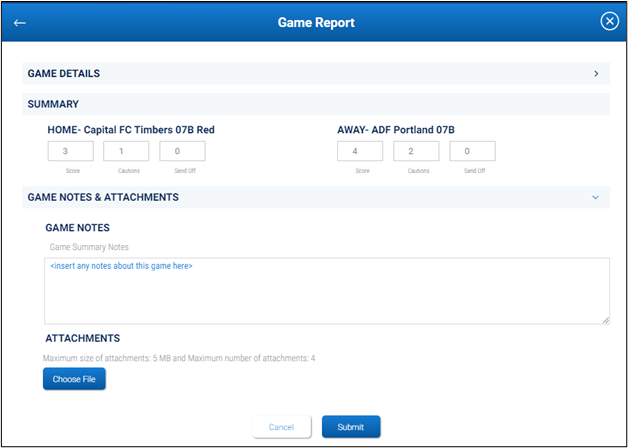 Game Report
GAME DETAILS
SUMMARY
HOME- Capital FC Timbers 07B Red
AWAY- ADF Portland 07B
3 1 0 4 2 0
Score Cautions Send Off Score Cautions Send Off
GAME NOTES & ATTACHMENTS
GAME NOTES
Game Summary Notes
<insert any notes about this game here>
ATTACHMENTS
Maximum size of attachments: 5 MB and Maximum number of attachments: 4
Choose File
Cancel Submit